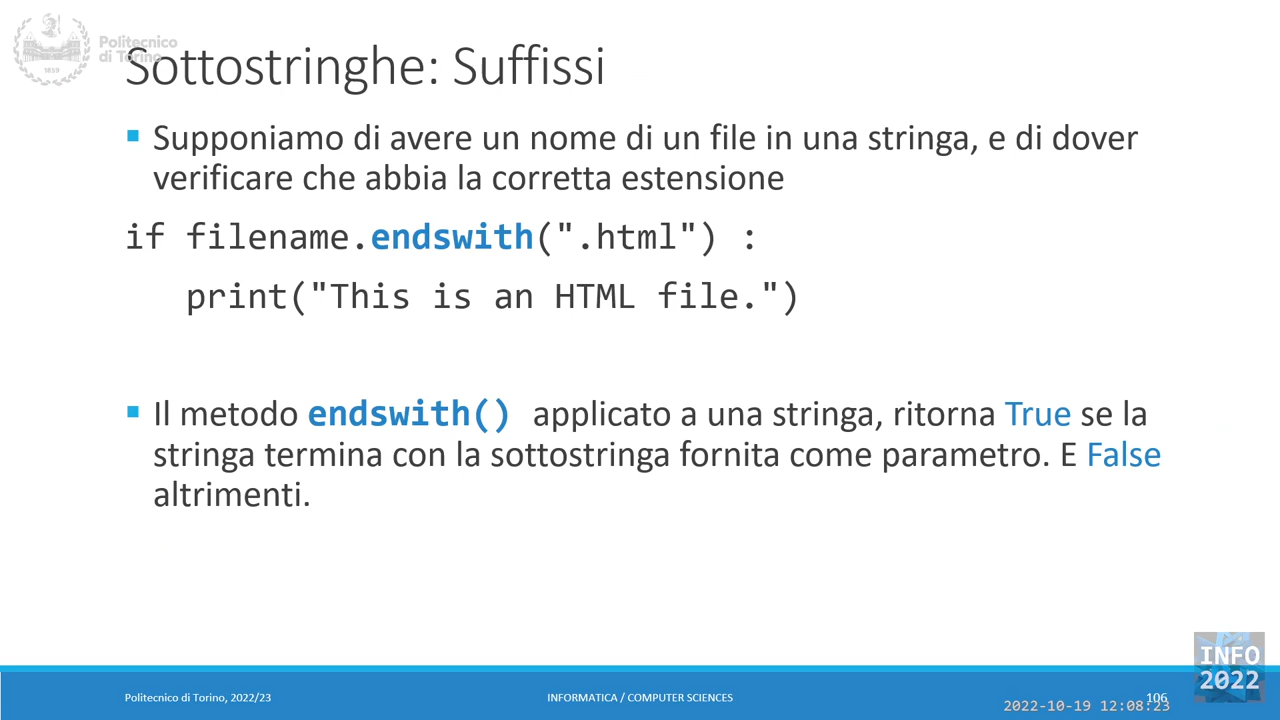 Politecnico
di Torino
1859
Sottostringhe: Suffissi
Supponiamo di avere un nome di un file in una stringa, e di dover
verificare che abbia la corretta estensione
if filename.endswith(".html") :
print("This is an HTML file.")
Il metodo endswith() applicato a una stringa, ritorna True se la
stringa termina con la sottostringa fornita come parametro. E False
altrimenti.
INFO
2022
Politecnico di Torino, 2022/23
INFORMATICA / COMPUTER SCIENCES
106
2022-10-19 12:08:23